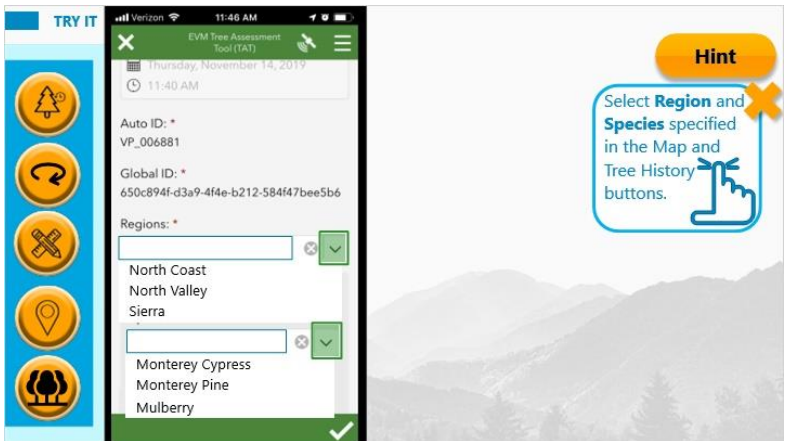 TRY IT
Verizon 11:46 AM
EVM Tree Assessment
Tool (TAT)
Thursday, November 14, 2019
11:40 AM
Auto ID: *
VP_006881
Global ID: *
650c894f-d3a9-4f4e-b212-584f47bee5b6
Regions: *
North Coast
North Valley
Sierra
Monterey Cypress
Monterey Pine
Mulberry
Hint
Select Region and
Species specified
in the Map and
Tree History
buttons.